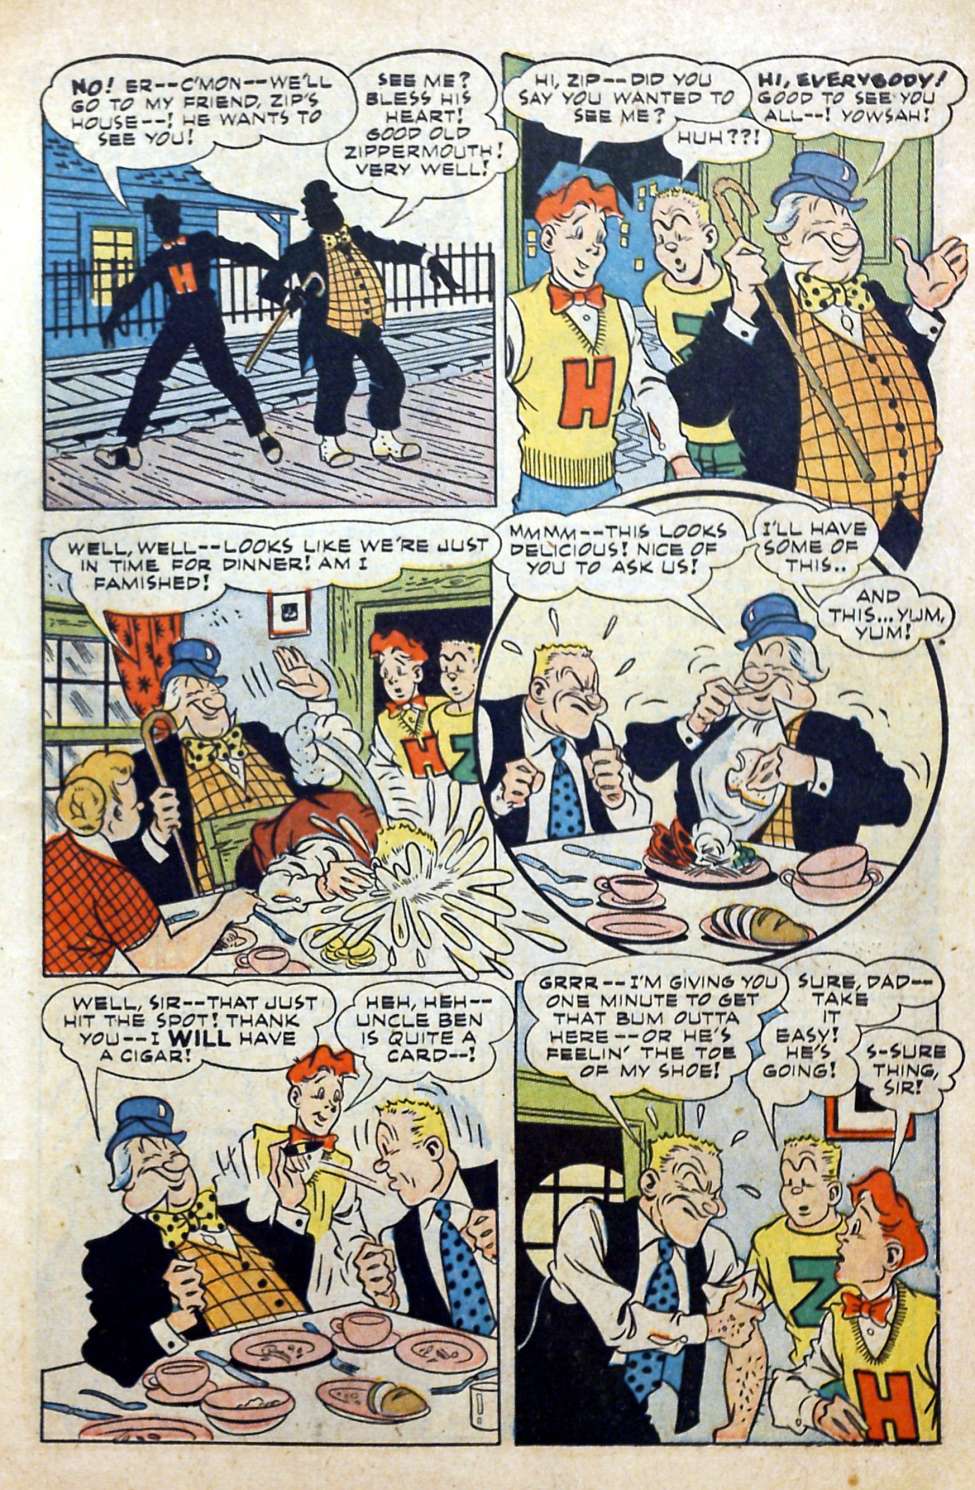 NO! ER--C'MON--WE'LL
GO TO MY FRIEND, ZIP'S
HOUSE--! HE WANTS TO
SEE YOU!
SEE ME?
BLESS HIS
HEART!
GOOD OLD
ZIPPERMOUTH!
VERY WELL!
H
HI, ZIP--DID YOU
SAY YOU WANTED TO
SEE ME?
HUH??!
HI, EVERYBODY!
GOOD TO SEE YOU
ALL--! YOWSAH!
H
Z
WELL, WELL--LOOKS LIKE WE'RE JUST
IN TIME FOR DINNER! AM I
FAMISHED!
H
Z
MMMM--THIS LOOKS
DELICIOUS! NICE OF
YOU TO ASK US!
I'LL HAVE
SOME OF
THIS..
AND
THIS...YUM,
YUM!
WELL, SIR--THAT JUST
HIT THE SPOT! THANK
YOU--I WILL HAVE
A CIGAR!
HEH, HEH--
UNCLE BEN
IS QUITE A
CARD--!
GRRR--I'M GIVING YOU
ONE MINUTE TO GET
THAT BUM OUTTA
HERE--OR HE'S
FEELIN' THE TOE
OF MY SHOE!
SURE, DAD--
TAKE
IT
EASY!
HE'S
GOING!
S-SURE
THING,
SIR!
Z
H